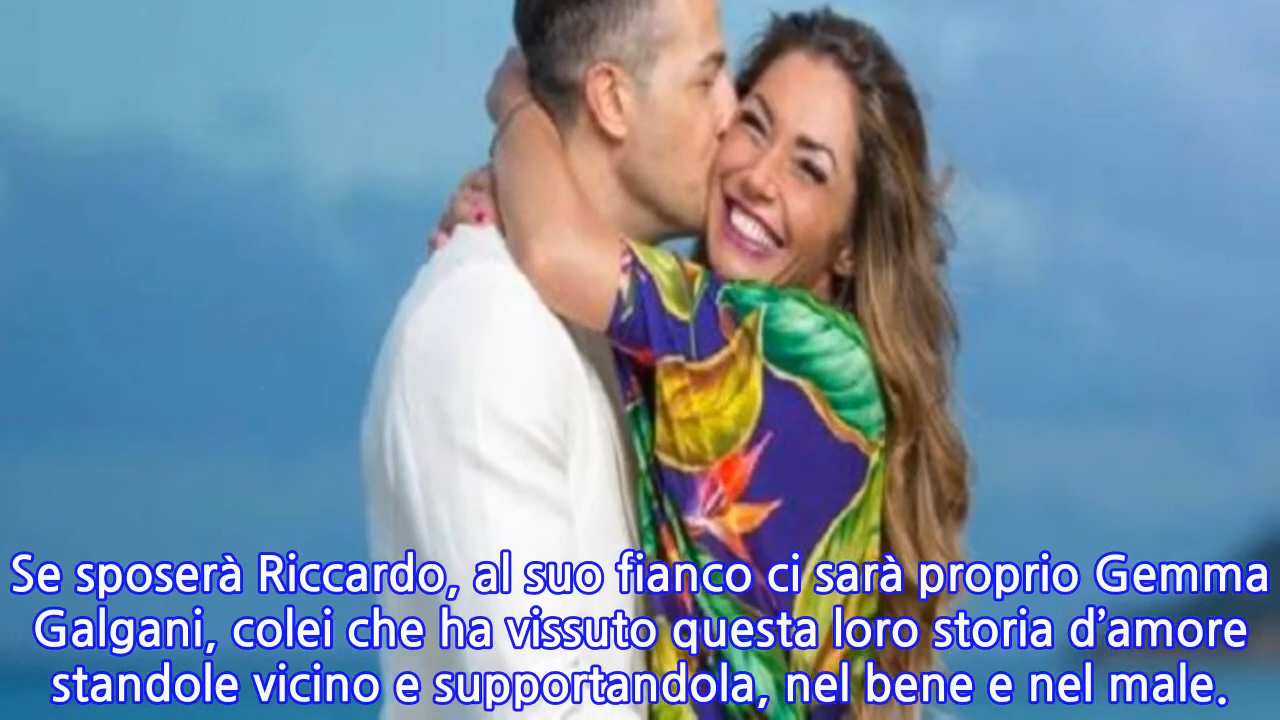 Se sposerà Riccardo, al suo fianco ci sarà proprio Gemma
Galgani, colei che ha vissuto questa loro storia d’amore
standole vicino e supportandola, nel bene e nel male.